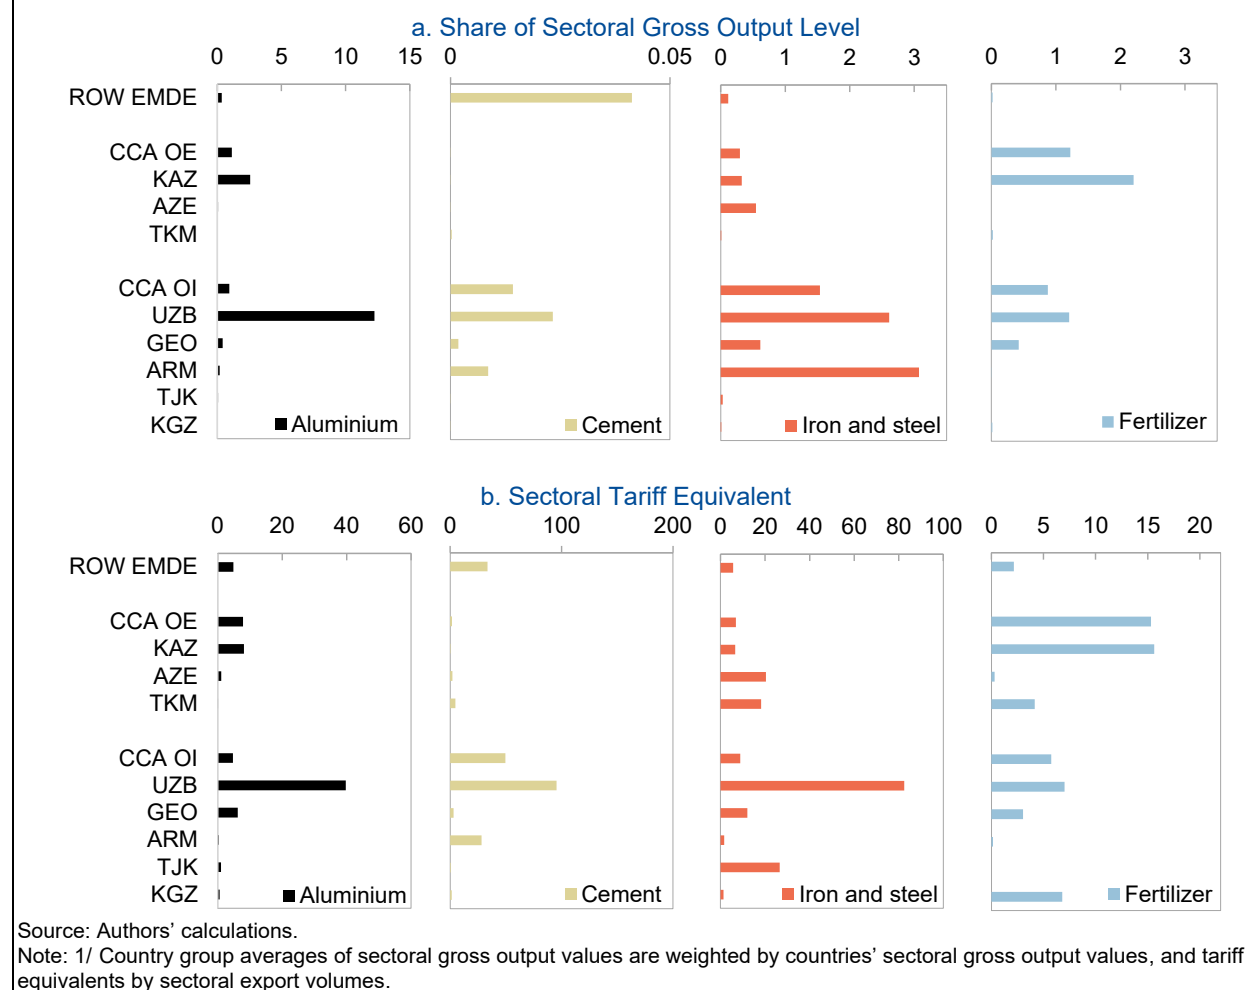 a. Share of Sectoral Gross Output Level
0 5 10 15 0 0.05 0 1 2 3 0 1 2 3
ROW EMDE
CCA OE
KAZ
AZE
TKM
CCA OI
UZB
GEO
ARM
TJK
KGZ
Aluminium Cement Iron and steel Fertilizer
b. Sectoral Tariff Equivalent
0 20 40 60 0 100 200 0 20 40 60 80 100 0 5 10 15 20
ROW EMDE
CCA OE
KAZ
AZE
TKM
CCA OI
UZB
GEO
ARM
TJK
KGZ
Aluminium Cement Iron and steel Fertilizer
Source: Authors' calculations.
Note: 1/ Country group averages of sectoral gross output values are weighted by countries' sectoral gross output values, and tariff
equivalents by sectoral export volumes.